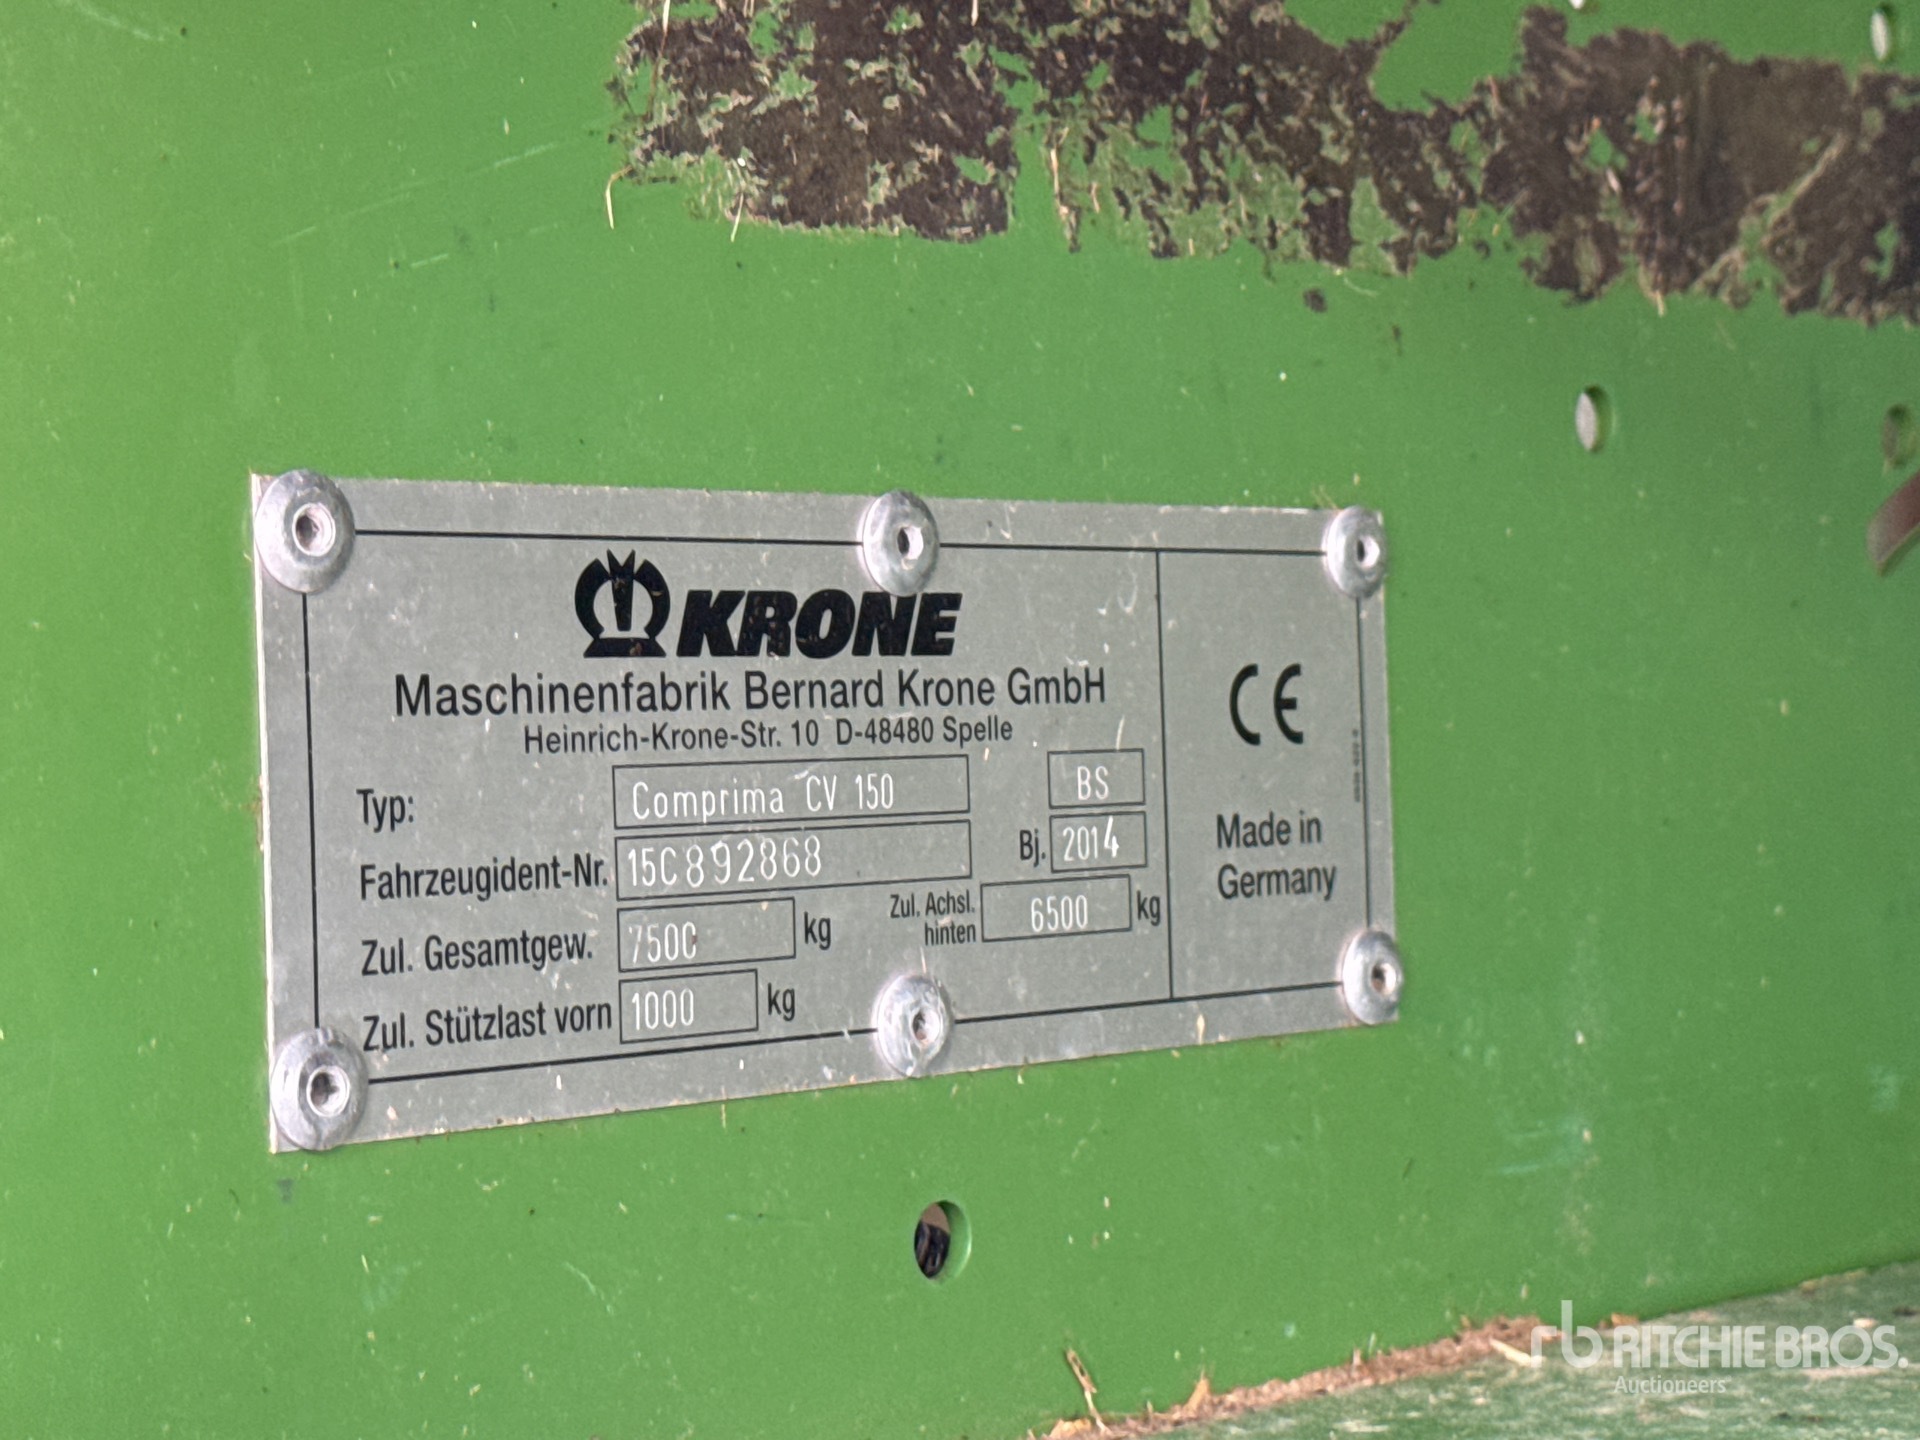 KRONE
Maschinenfabrik Bernard Krone GmbH
Heinrich-Krone-Str. 10 D-48480 Spelle
Typ: Comprima CV 150 BS
Fahrzeugident-Nr. 15C892868 Bj. 2014
Zul. Gesamtgew. 7500 kg Zul. Achsl. hinten 6500 kg
Zul. Stützlast vorn 1000 kg
CE
Made in
Germany
rb RITCHIE BROS.
Auctioneers